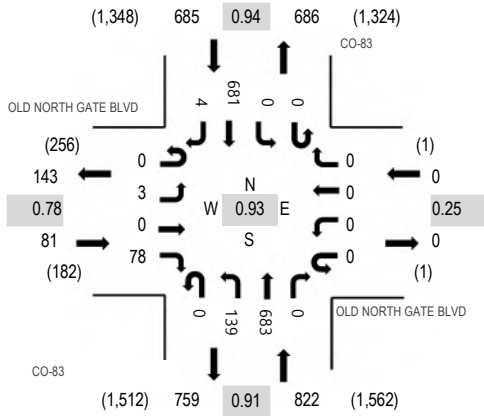 (1,348) 685 0.94 686 (1,324)
CO-83
4 681 0 0
OLD NORTH GATE BLVD
(256) 0 0 (1)
143 3 0 0
N
0.78 W 0.93 E 0.25
0 0
S
81 78 0 0
(182) (1)
0 139 683 0
OLD NORTH GATE BLVD
CO-83
(1,512) 759 0.91 822 (1,562)